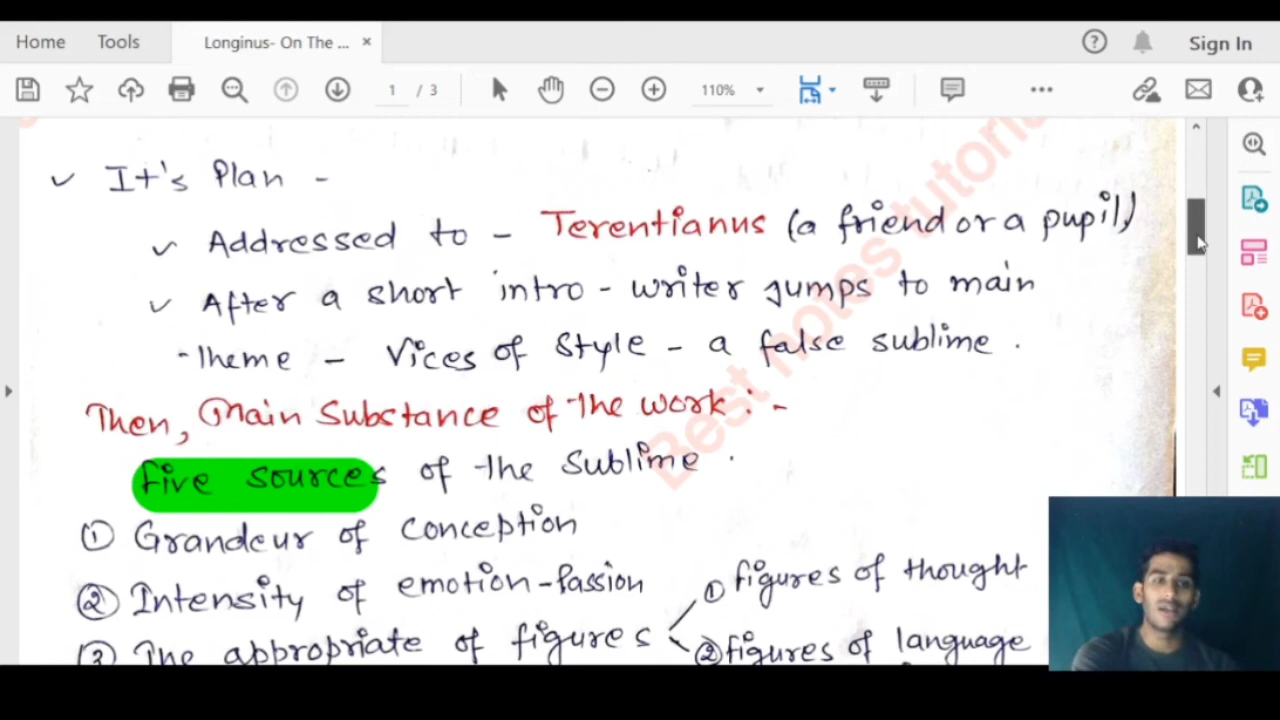 Home Tools Longinus- On The ... × Sign In
1 / 3 110%
It's Plan -
Addressed to - Terentianus (a friend or a pupil)
After a short intro - writer jumps to main
theme - Vices of style - a false sublime.
Then, Main Substance of the work :-
five sources of the sublime.
① Grandeur of conception
② Intensity of emotion-Passion
① figures of thought
③ The appropriate of figures
② figures of language
Best notes tutoria